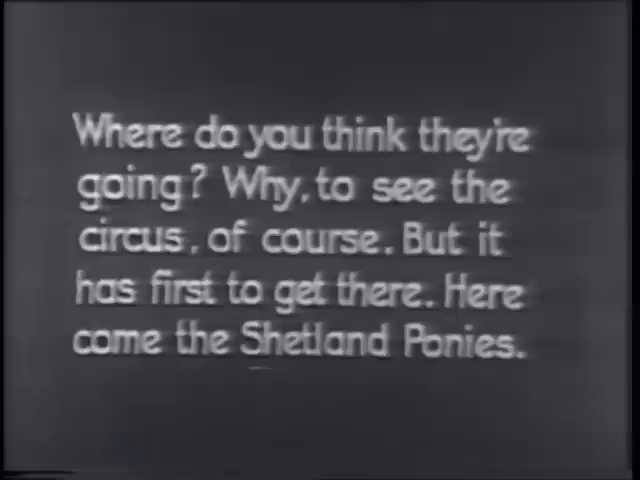 Where do you think they're
going? Why, to see the
circus, of course. But it
has first to get there. Here
come the Shetland Ponies.